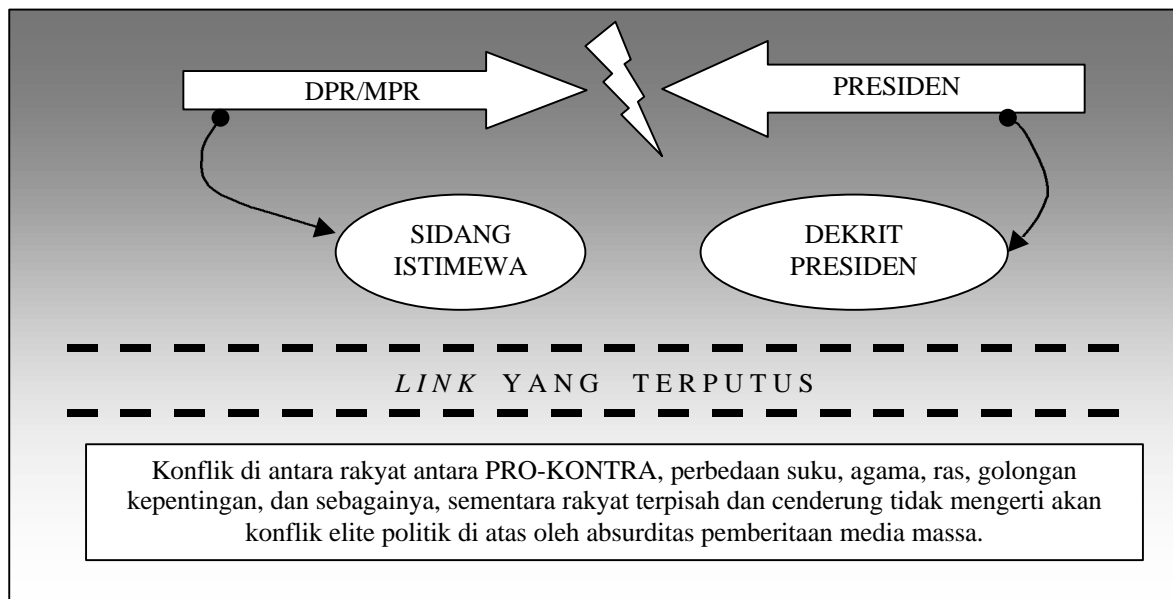 DPR/MPR
PRESIDEN
SIDANG
ISTIMEWA
DEKRIT
PRESIDEN
LINK YANG TERPUTUS
Konflik di antara rakyat antara PRO-KONTRA, perbedaan suku, agama, ras, golongan
kepentingan, dan sebagainya, sementara rakyat terpisah dan cenderung tidak mengerti akan
konflik elite politik di atas oleh absurditas pemberitaan media massa.